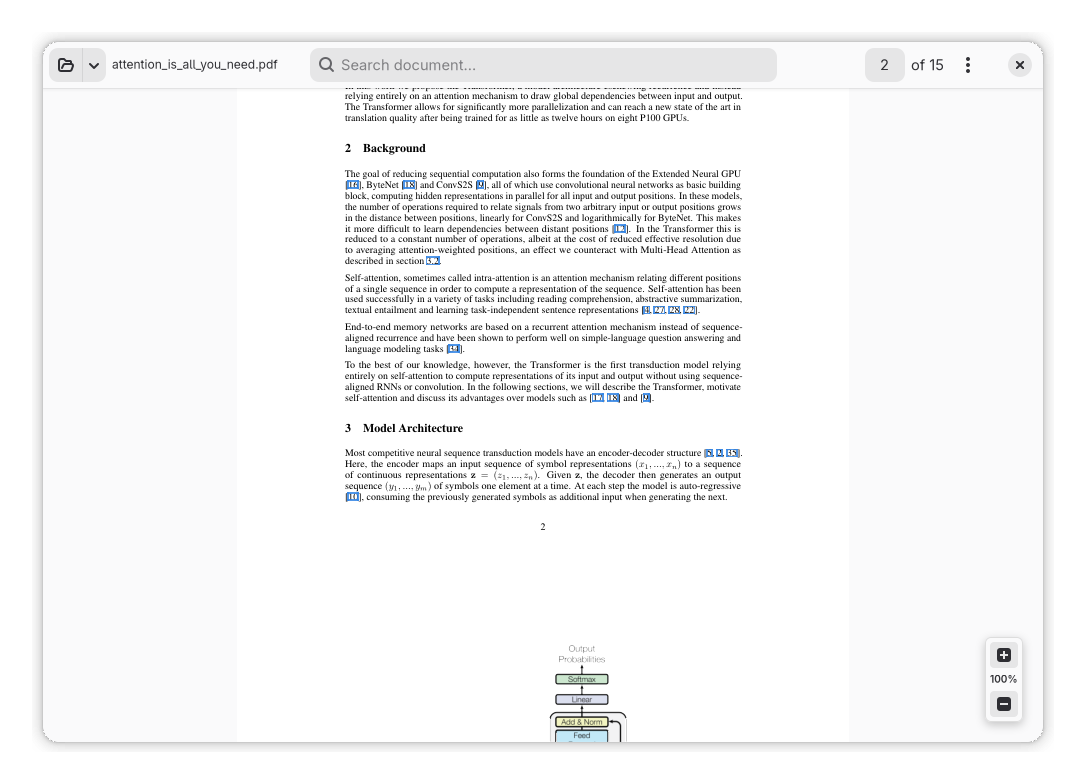 attention_is_all_you_need.pdf
Search document...
2
of 15
relying entirely on an attention mechanism to draw global dependencies between input and output.
The Transformer allows for significantly more parallelization and can reach a new state of the art in
translation quality after being trained for as little as twelve hours on eight P100 GPUs.
2 Background
The goal of reducing sequential computation also forms the foundation of the Extended Neural GPU
[16], ByteNet [18] and ConvS2S [9], all of which use convolutional neural networks as basic building
block, computing hidden representations in parallel for all input and output positions. In these models,
the number of operations required to relate signals from two arbitrary input or output positions grows
in the distance between positions, linearly for ConvS2S and logarithmically for ByteNet. This makes
it more difficult to learn dependencies between distant positions [12]. In the Transformer this is
reduced to a constant number of operations, albeit at the cost of reduced effective resolution due
to averaging attention-weighted positions, an effect we counteract with Multi-Head Attention as
described in section 3.2.
Self-attention, sometimes called intra-attention is an attention mechanism relating different positions
of a single sequence in order to compute a representation of the sequence. Self-attention has been
used successfully in a variety of tasks including reading comprehension, abstractive summarization,
textual entailment and learning task-independent sentence representations [4, 27, 28, 22].
End-to-end memory networks are based on a recurrent attention mechanism instead of sequence-
aligned recurrence and have been shown to perform well on simple-language question answering and
language modeling tasks [34].
To the best of our knowledge, however, the Transformer is the first transduction model relying
entirely on self-attention to compute representations of its input and output without using sequence-
aligned RNNs or convolution. In the following sections, we will describe the Transformer, motivate
self-attention and discuss its advantages over models such as [17, 18] and [9].
3 Model Architecture
Most competitive neural sequence transduction models have an encoder-decoder structure [5, 2, 35].
Here, the encoder maps an input sequence of symbol representations (x₁, ..., xₙ) to a sequence
of continuous representations z = (z₁, ..., zₙ). Given z, the decoder then generates an output
sequence (y₁, ..., yₘ) of symbols one element at a time. At each step the model is auto-regressive
[10], consuming the previously generated symbols as additional input when generating the next.
2
Output
Probabilities
Softmax
Linear
Add & Norm
Feed
100%